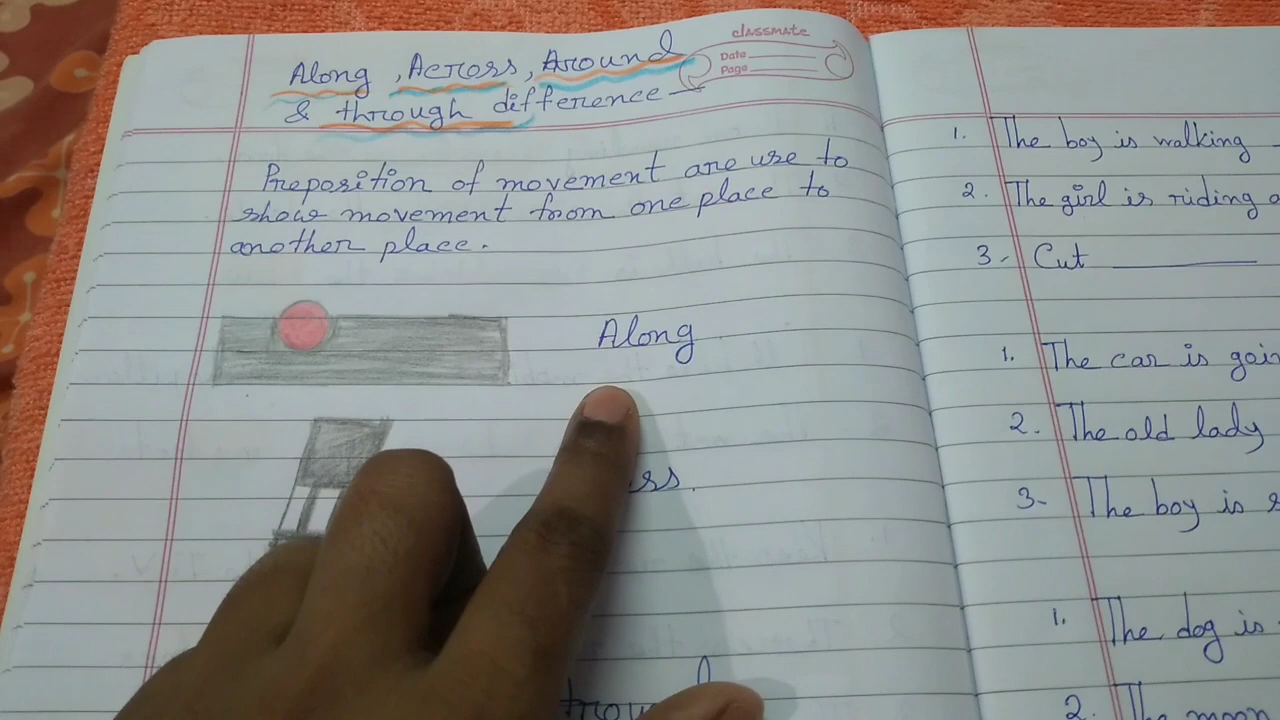 classmate
Date
Page
Along, Across, Around
& through difference
Preposition of movement are use to
show movement from one place to
another place.
Along
1. The boy is walking
2. The girl is riding a
3. Cut
1. The car is
2. The old lady
3- The boy is
1. The dog is
2. The moon